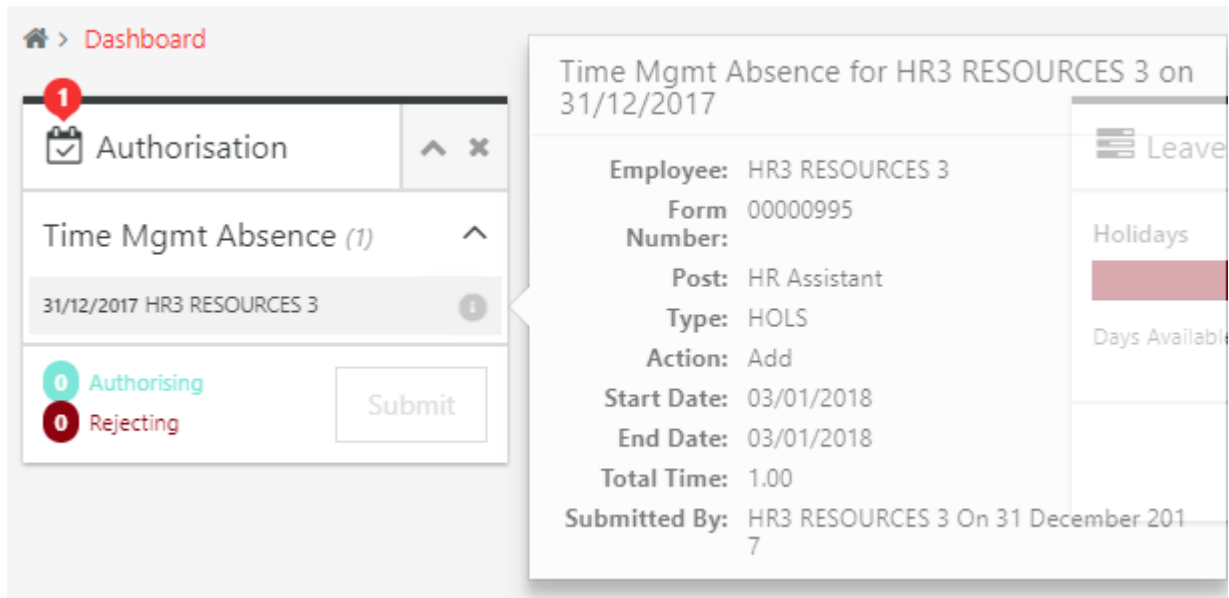 > Dashboard
1
Authorisation
Time Mgmt Absence (1)
31/12/2017 HR3 RESOURCES 3
0 Authorising
0 Rejecting
Submit
Time Mgmt Absence for HR3 RESOURCES 3 on
31/12/2017
Employee: HR3 RESOURCES 3
Form 00000995
Number:
Post: HR Assistant
Type: HOLS
Action: Add
Start Date: 03/01/2018
End Date: 03/01/2018
Total Time: 1.00
Submitted By: HR3 RESOURCES 3 On 31 December 201
7
Leave
Holidays
Days Available